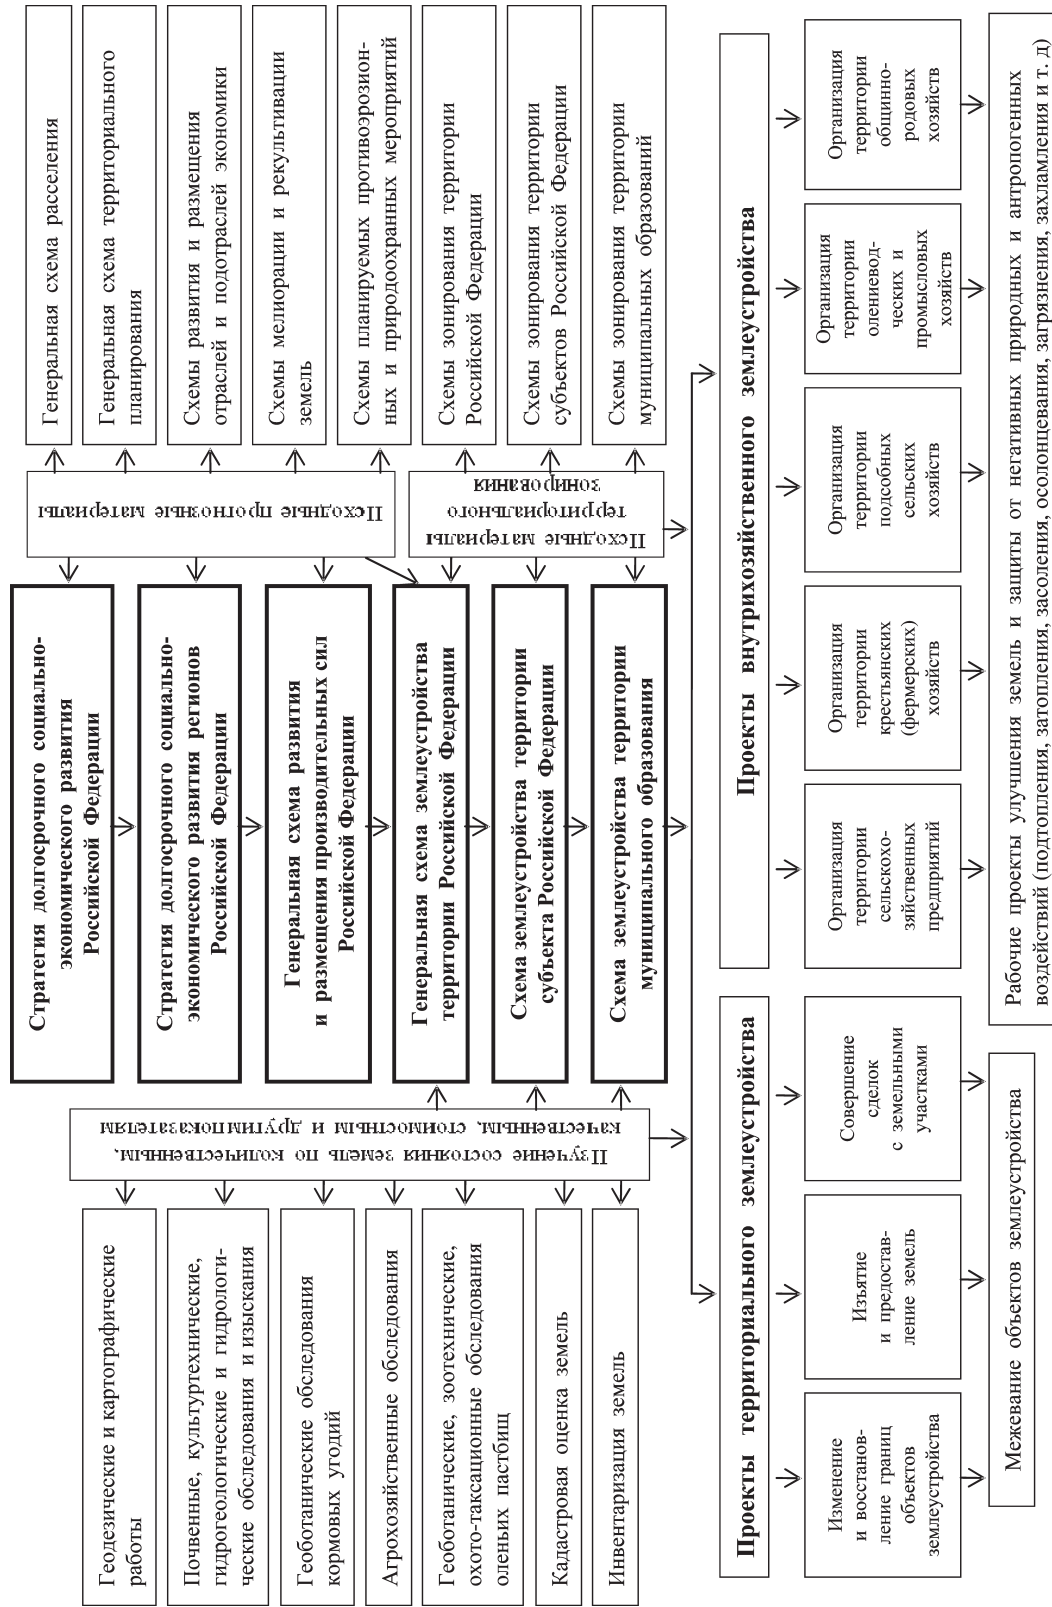 Геодезические и картографические
работы
Почвенные, культуртехнические,
гидрогеологические и гидрологи-
ческие обследования и изыскания
Геоботанические обследования
кормовых угодий
Агрохозяйственные обследования
Геоботанические, зоотехнические,
охото-таксационные обследования
оленьих пастбищ
Кадастровая оценка земель
Инвентаризация земель
Изучение состояния земель по количественным,
качественным, стоимостным и другим показателям
Стратегия долгосрочного социально-
экономического развития
Российской Федерации
Стратегия долгосрочного социально-
экономического развития регионов
Российской Федерации
Генеральная схема развития
и размещения производительных сил
Российской Федерации
Генеральная схема землеустройства
территории Российской Федерации
Схема землеустройства территории
субъекта Российской Федерации
Схема землеустройства территории
муниципального образования
Исходные прогнозные материалы
Исходные материалы
территориального
зонирования
Генеральная схема расселения
Генеральная схема территориального
планирования
Схемы развития и размещения
отраслей и подотраслей экономики
Схемы мелиорации и рекультивации
земель
Схемы планируемых противоэрозион-
ных и природоохранных мероприятий
Схемы зонирования территории
Российской Федерации
Схемы зонирования территории
субъектов Российской Федерации
Схемы зонирования территории
муниципальных образований
Проекты территориального землеустройства
Изменение
и восстанов-
ление границ
объектов
землеустройства
Изъятие
и предостав-
ление земель
Совершение
сделок
с земельными
участками
Межевание объектов землеустройства
Проекты внутрихозяйственного землеустройства
Организация
территории
сельскохо-
зяйственных
предприятий
Организация
территории
крестьянских
(фермерских)
хозяйств
Организация
территории
подсобных
сельских
хозяйств
Организация
территории
оленевод-
ческих и
промысловых
хозяйств
Организация
территории
общинно-
родовых
хозяйств
Рабочие проекты улучшения земель и защиты от негативных природных и антропогенных
воздействий (подтопления, затопления, засоления, осолонцевания, загрязнения, захламления и т. д)